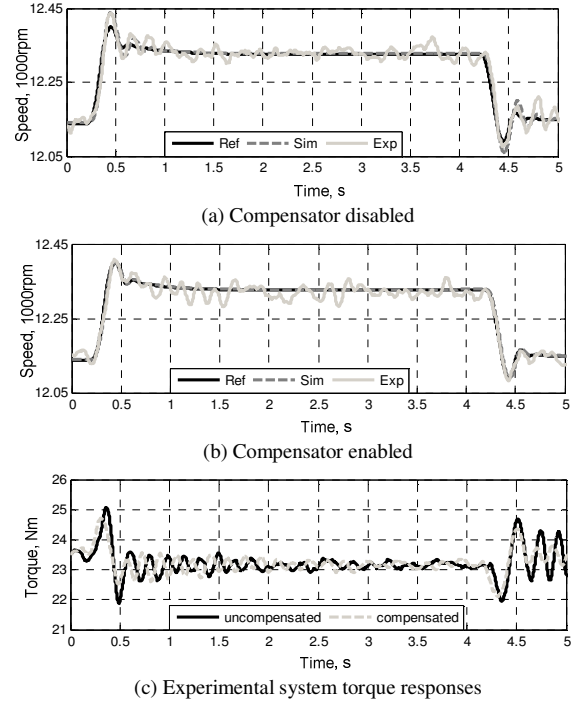 12.45
12.25
12.05
Speed, 1000rpm
Ref Sim Exp
0 0.5 1 1.5 2 2.5 3 3.5 4 4.5 5
Time, s
(a) Compensator disabled
12.45
12.25
12.05
Speed, 1000rpm
Ref Sim Exp
0 0.5 1 1.5 2 2.5 3 3.5 4 4.5 5
Time, s
(b) Compensator enabled
26
25
24
23
22
21
Torque, Nm
uncompensated compensated
0 0.5 1 1.5 2 2.5 3 3.5 4 4.5 5
Time, s
(c) Experimental system torque responses